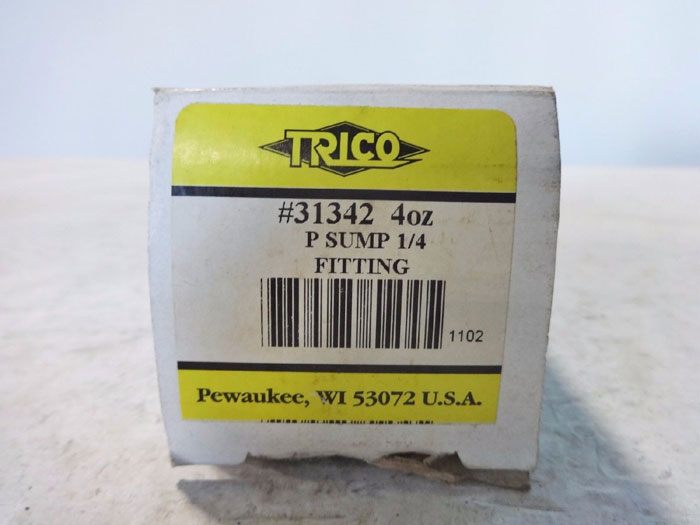 TRICO
#31342 4oz
P SUMP 1/4
FITTING
1102
Pewaukee, WI 53072 U.S.A.